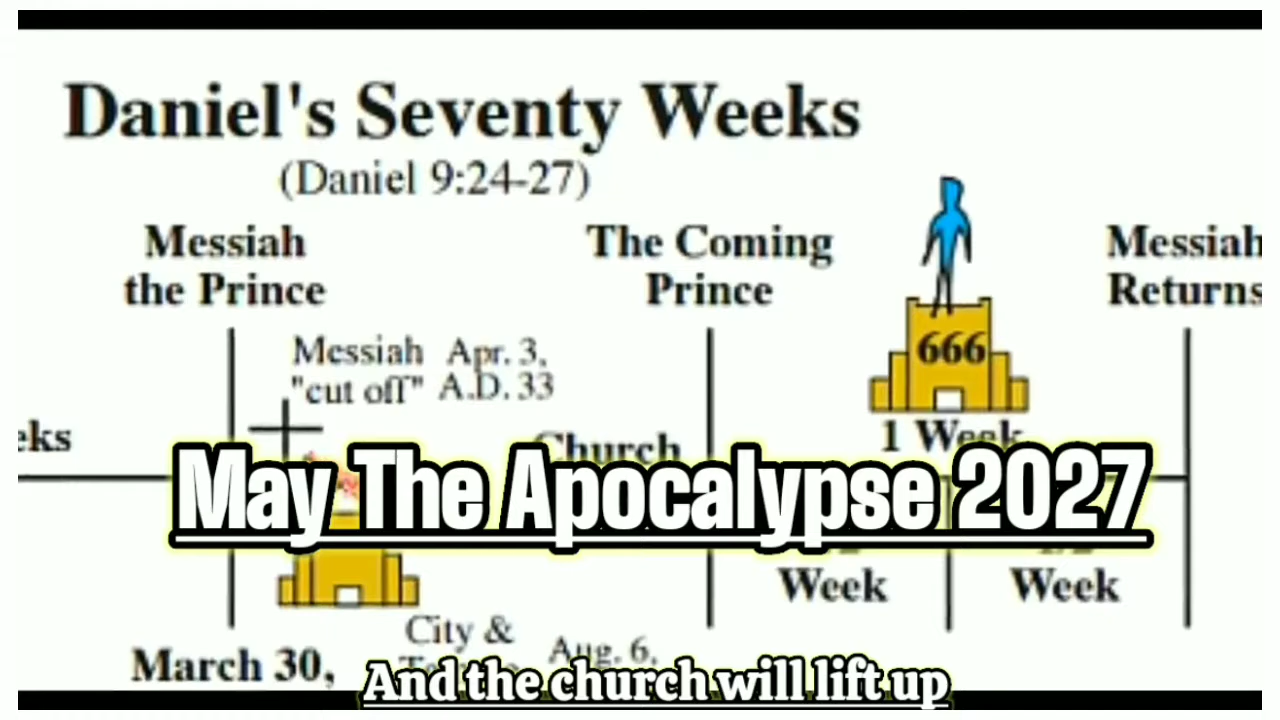 Daniel's Seventy Weeks
(Daniel 9:24-27)
Messiah
the Prince
The Coming
Prince
Messiah
Returns
Messiah Apr. 3,
"cut off" A.D. 33
666
eks
Church
1 Week
May The Apocalypse 2027
Week
Week
City &
Aug. 6,
March 30,
And the church will lift up